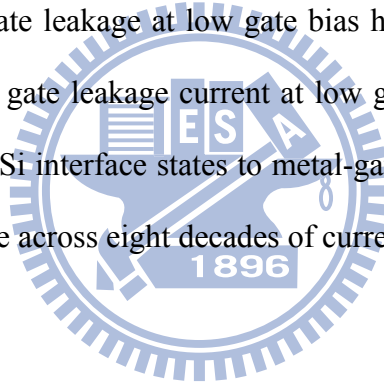 ate leakage at low gate bias h
gate leakage current at low g
E S A
Si interface states to metal-ga
e across eight decades of curre
1896